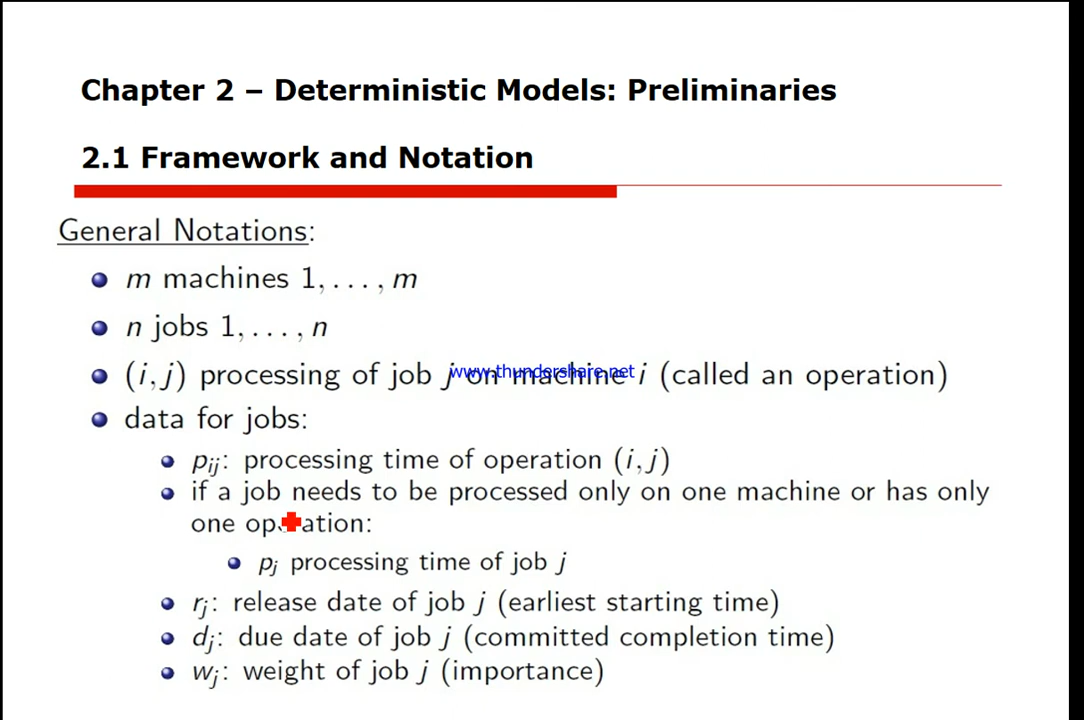 Chapter 2 – Deterministic Models: Preliminaries
2.1 Framework and Notation
General Notations:
m machines 1, . . . , m
n jobs 1, . . . , n
(i, j) processing of job j on machine i (called an operation)
www.thundershare.net
data for jobs:
pij: processing time of operation (i, j)
if a job needs to be processed only on one machine or has only
one operation:
pj processing time of job j
rj: release date of job j (earliest starting time)
dj: due date of job j (committed completion time)
wj: weight of job j (importance)